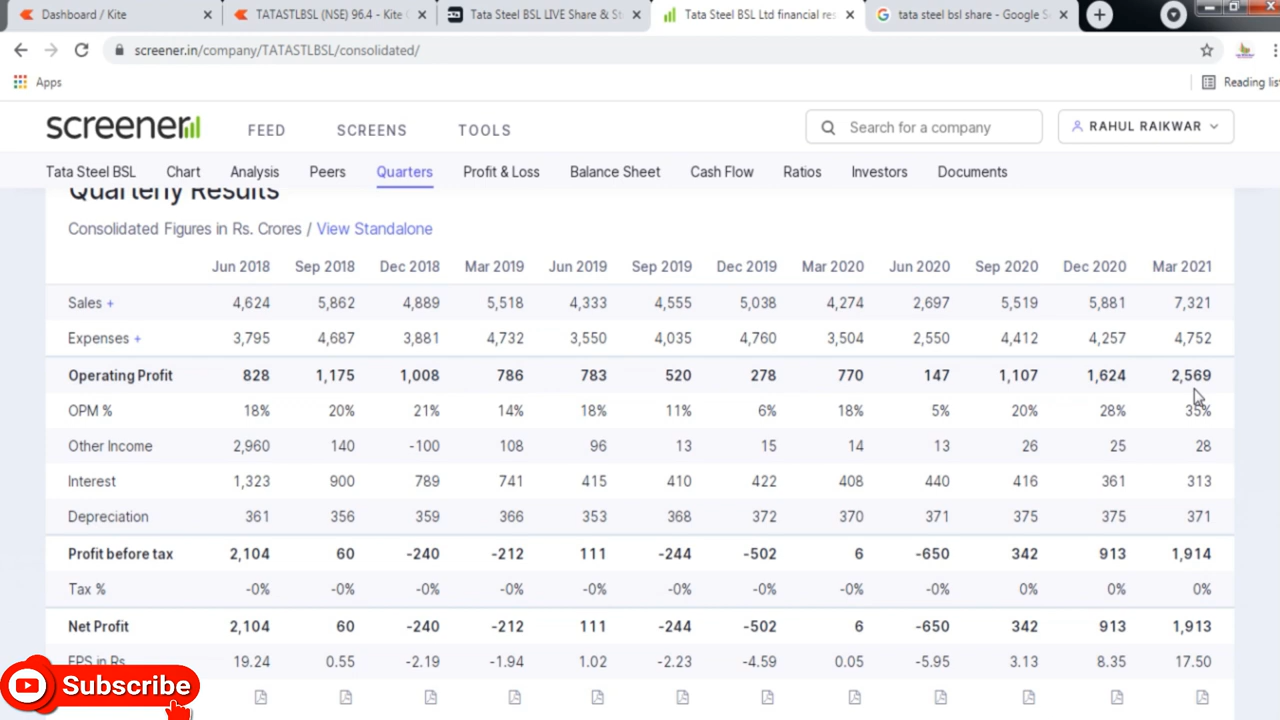 Dashboard / Kite
TATASTLBSL (NSE) 96.4 - Kite
Tata Steel BSL LIVE Share & St
Tata Steel BSL Ltd financial res
tata steel bsl share - Google S
screener.in/company/TATASTLBSL/consolidated/
Apps
Reading lis
screener
FEED SCREENS TOOLS
Search for a company
RAHUL RAIKWAR
Tata Steel BSL Chart Analysis Peers Quarters Profit & Loss Balance Sheet Cash Flow Ratios Investors Documents
Quarterly Results
Consolidated Figures in Rs. Crores / View Standalone
Jun 2018 Sep 2018 Dec 2018 Mar 2019 Jun 2019 Sep 2019 Dec 2019 Mar 2020 Jun 2020 Sep 2020 Dec 2020 Mar 2021
Sales + 4,624 5,862 4,889 5,518 4,333 4,555 5,038 4,274 2,697 5,519 5,881 7,321
Expenses + 3,795 4,687 3,881 4,732 3,550 4,035 4,760 3,504 2,550 4,412 4,257 4,752
Operating Profit 828 1,175 1,008 786 783 520 278 770 147 1,107 1,624 2,569
OPM % 18% 20% 21% 14% 18% 11% 6% 18% 5% 20% 28% 35%
Other Income 2,960 140 -100 108 96 13 15 14 13 26 25 28
Interest 1,323 900 789 741 415 410 422 408 440 416 361 313
Depreciation 361 356 359 366 353 368 372 370 371 375 375 371
Profit before tax 2,104 60 -240 -212 111 -244 -502 6 -650 342 913 1,914
Tax % -0% -0% -0% -0% -0% -0% -0% -0% -0% 0% 0% 0%
Net Profit 2,104 60 -240 -212 111 -244 -502 6 -650 342 913 1,913
EPS in Rs 19.24 0.55 -2.19 -1.94 1.02 -2.23 -4.59 0.05 -5.95 3.13 8.35 17.50
Subscribe